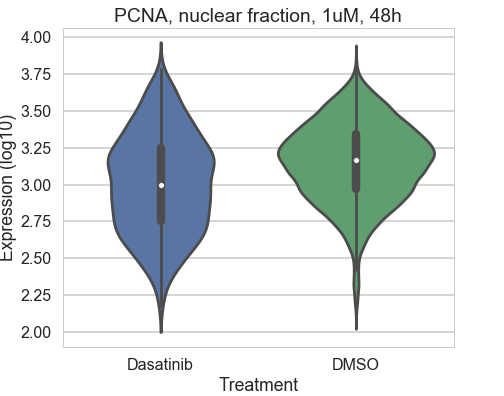 PCNA, nuclear fraction, 1uM, 48h
4.00
3.75
3.50
3.25
3.00
2.75
2.50
2.25
2.00
Expression (log10)
Dasatinib DMSO
Treatment